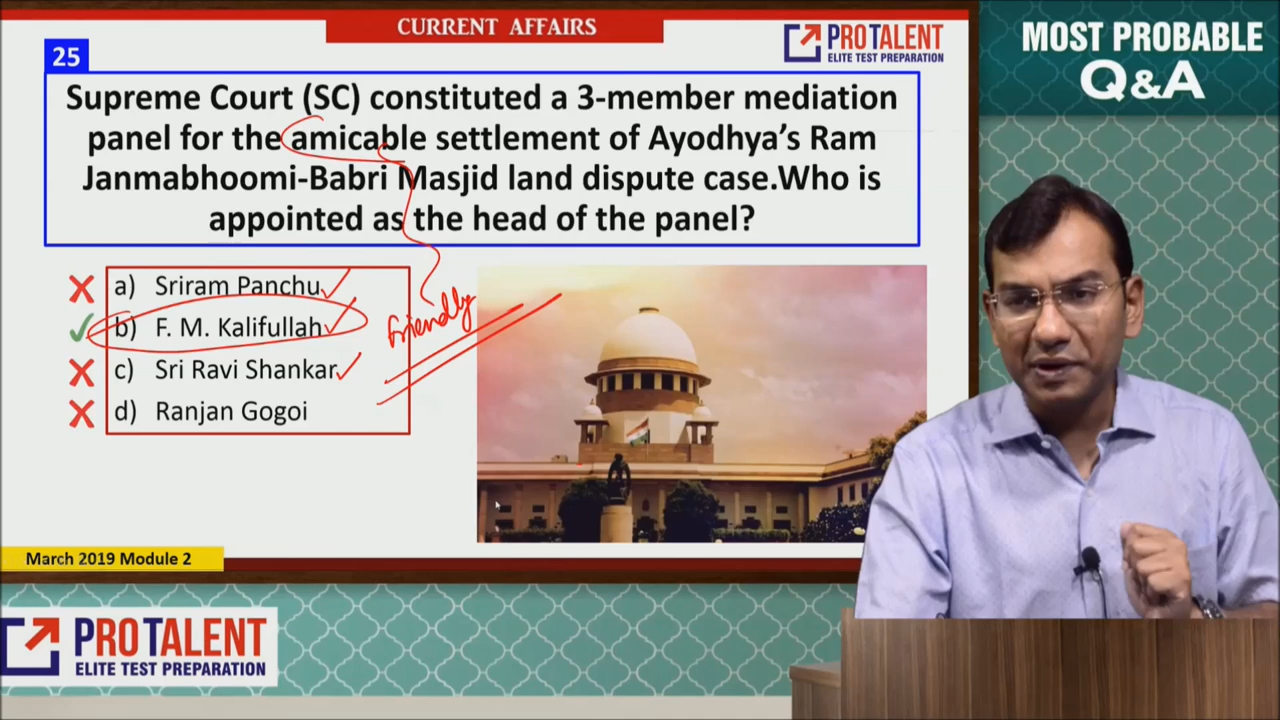 CURRENT AFFAIRS
PROTALENT
ELITE TEST PREPARATION
MOST PROBABLE
Q&A
25
Supreme Court (SC) constituted a 3-member mediation
panel for the amicable settlement of Ayodhya's Ram
Janmabhoomi-Babri Masjid land dispute case.Who is
appointed as the head of the panel?
a) Sriram Panchu
b) F. M. Kalifullah
c) Sri Ravi Shankar
d) Ranjan Gogoi
friendly
March 2019 Module 2
PROTALENT
ELITE TEST PREPARATION